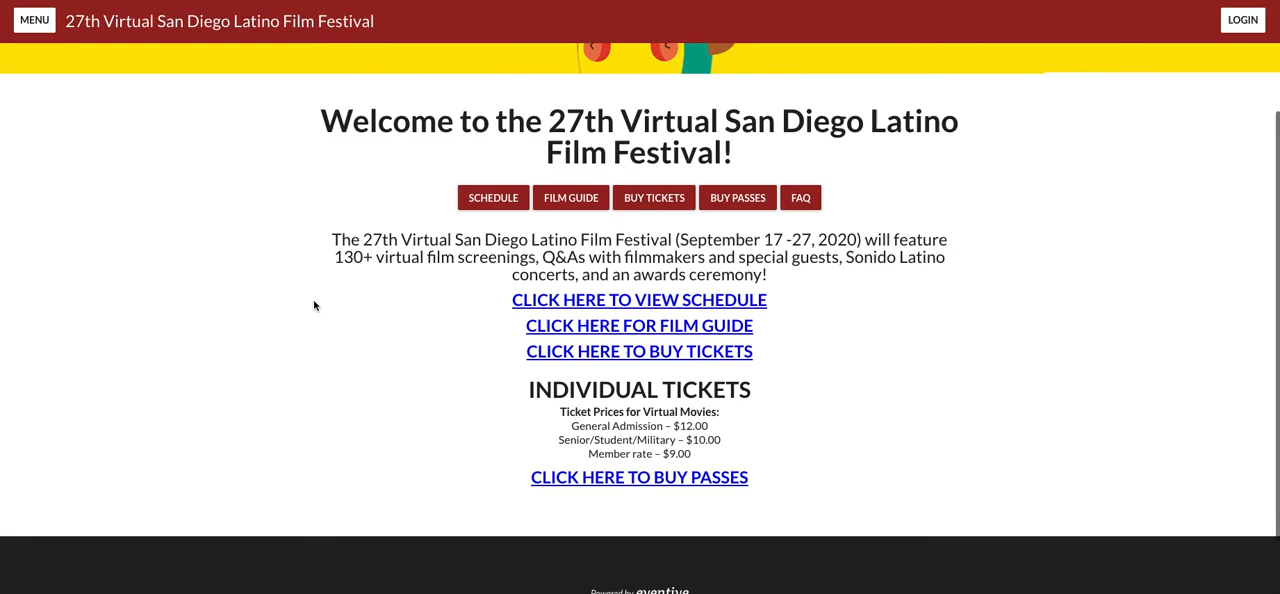 MENU 27th Virtual San Diego Latino Film Festival LOGIN
Welcome to the 27th Virtual San Diego Latino
Film Festival!
SCHEDULE FILM GUIDE BUY TICKETS BUY PASSES FAQ
The 27th Virtual San Diego Latino Film Festival (September 17 -27, 2020) will feature
130+ virtual film screenings, Q&As with filmmakers and special guests, Sonido Latino
concerts, and an awards ceremony!
CLICK HERE TO VIEW SCHEDULE
CLICK HERE FOR FILM GUIDE
CLICK HERE TO BUY TICKETS
INDIVIDUAL TICKETS
Ticket Prices for Virtual Movies:
General Admission – $12.00
Senior/Student/Military – $10.00
Member rate – $9.00
CLICK HERE TO BUY PASSES
Powered by eventive